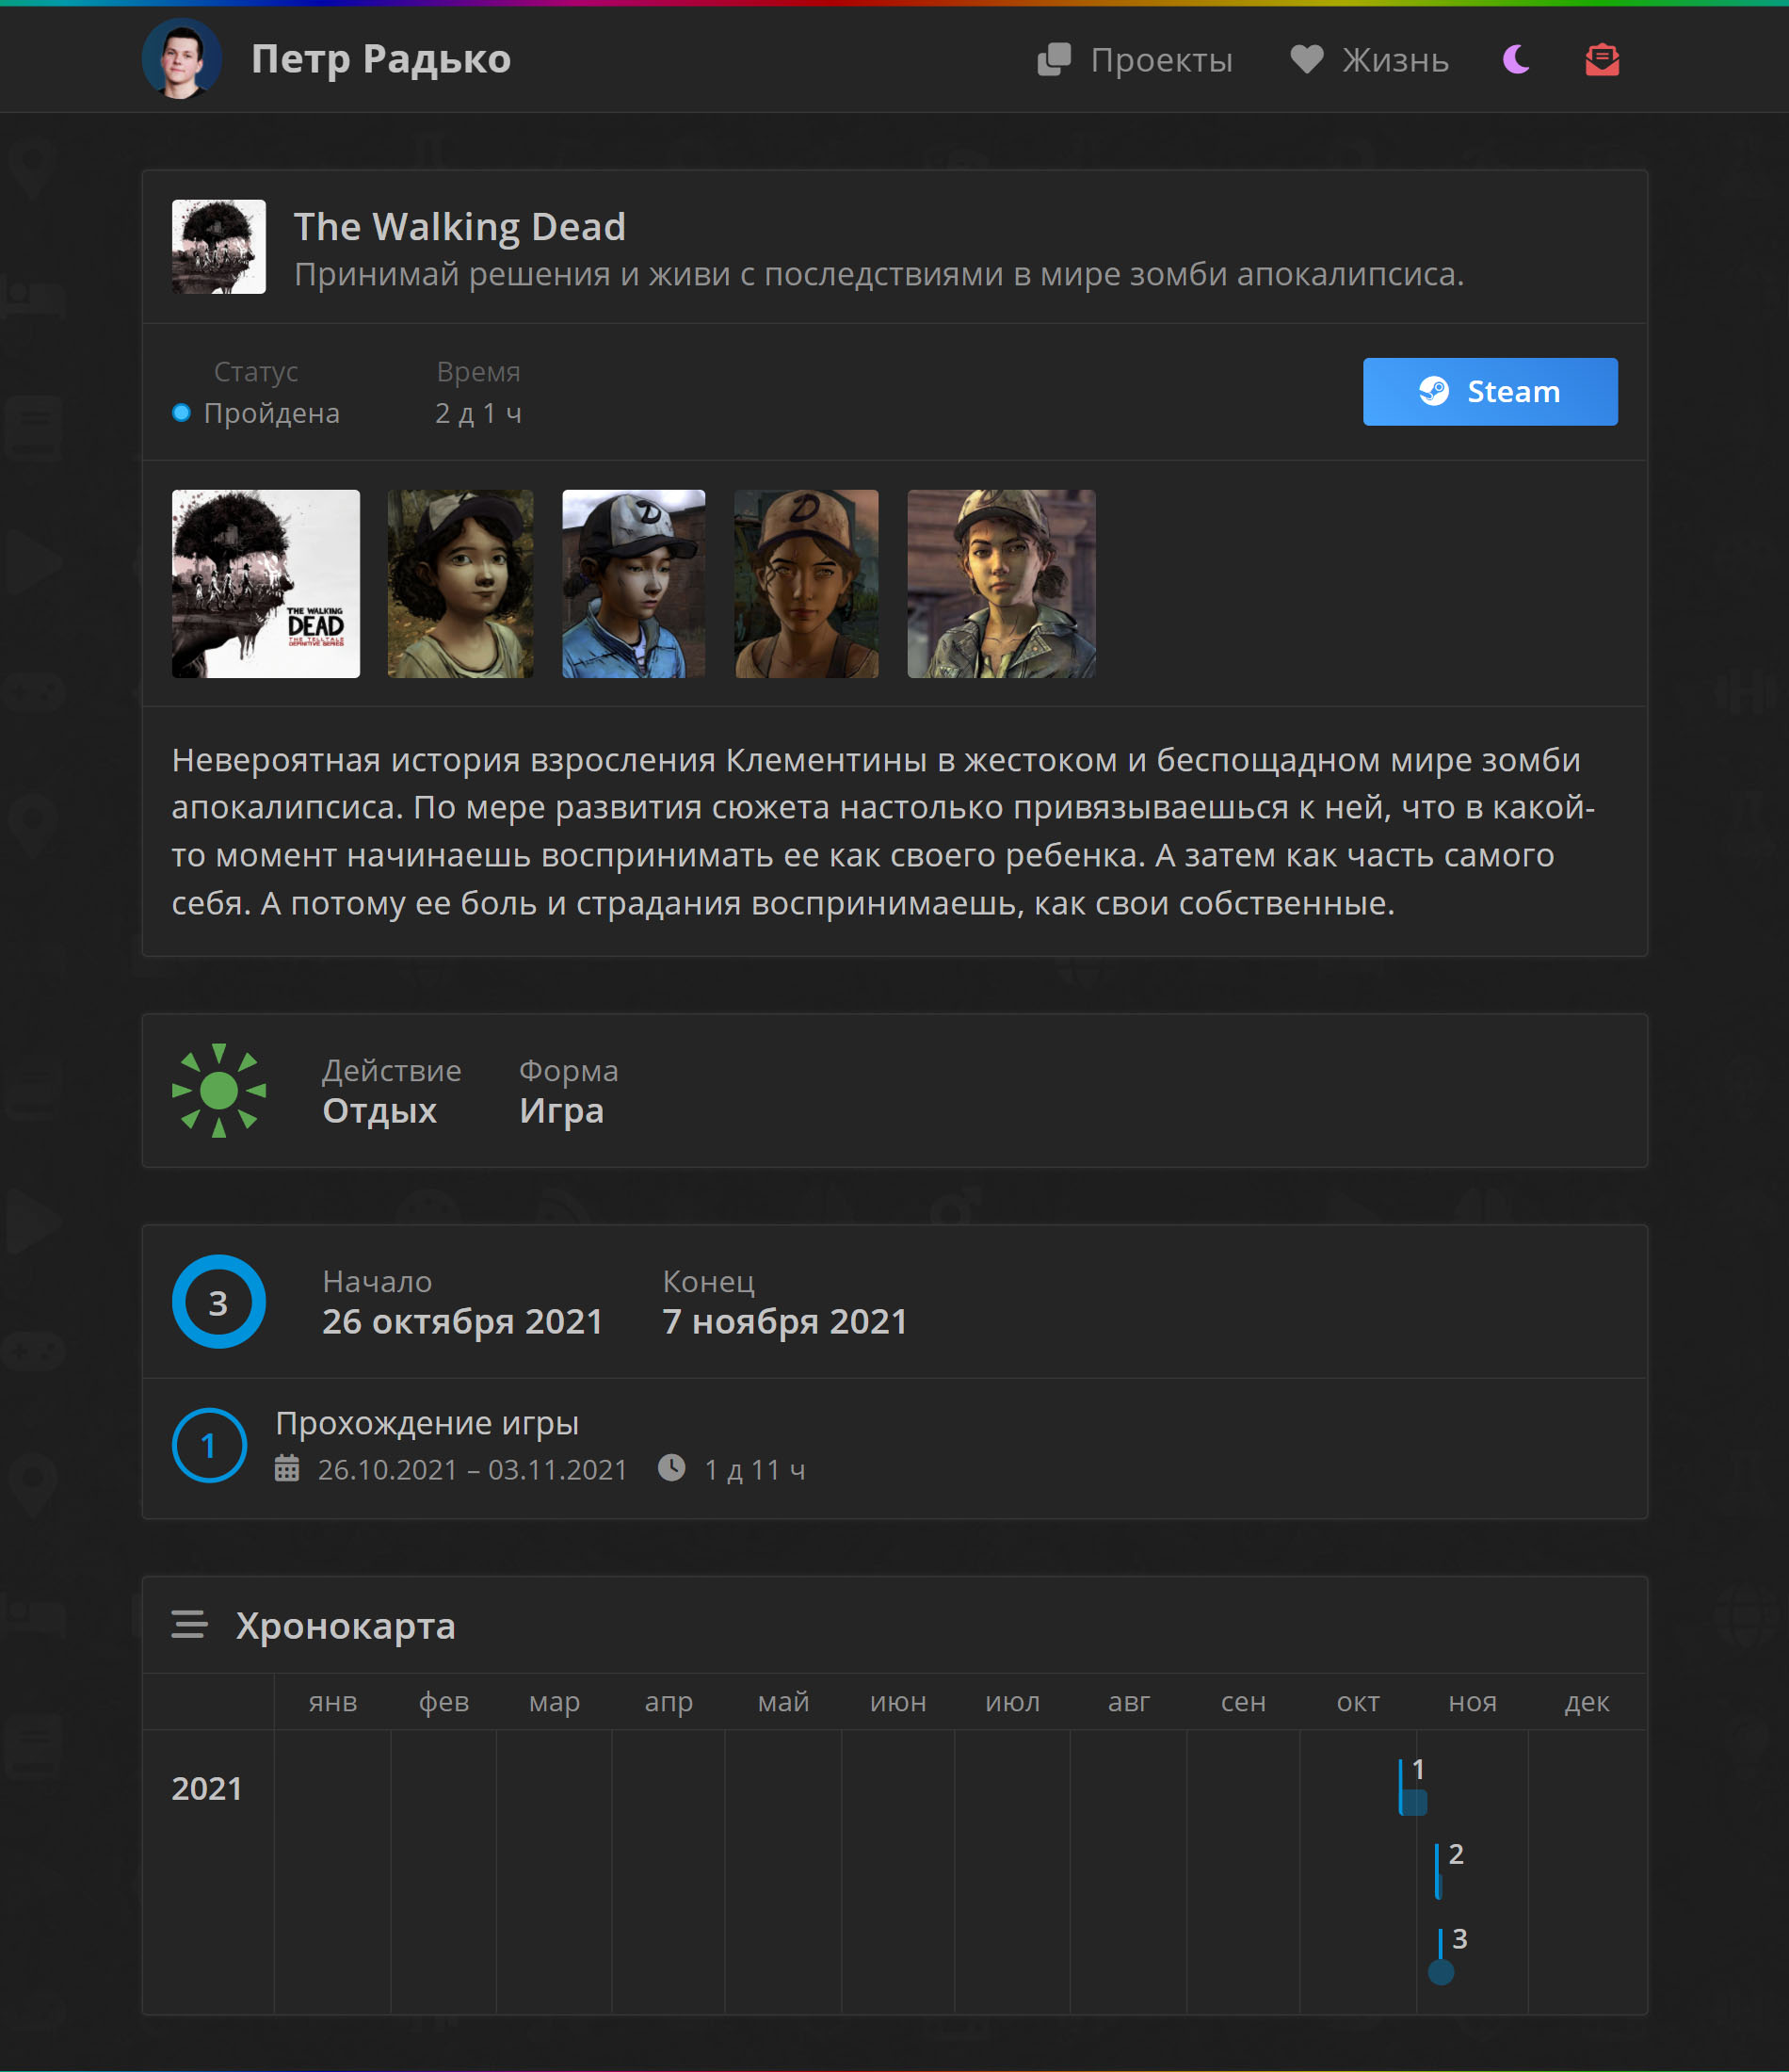 Петр Радько
Проекты
Жизнь
The Walking Dead
Принимай решения и живи с последствиями в мире зомби апокалипсиса.
Статус
Время
Пройдена
2 д 1 ч
Steam
THE WALKING
DEAD
THE TELLTALE
DEFINITIVE SERIES
D
D
Невероятная история взросления Клементины в жестоком и беспощадном мире зомби
апокалипсиса. По мере развития сюжета настолько привязываешься к ней, что в какой-
то момент начинаешь воспринимать ее как своего ребенка. А затем как часть самого
себя. А потому ее боль и страдания воспринимаешь, как свои собственные.
Действие
Форма
Отдых
Игра
3
Начало
Конец
26 октября 2021
7 ноября 2021
1
Прохождение игры
26.10.2021 – 03.11.2021
1 д 11 ч
Хронокарта
янв фев мар апр май июн июл авг сен окт ноя дек
2021
1
2
3